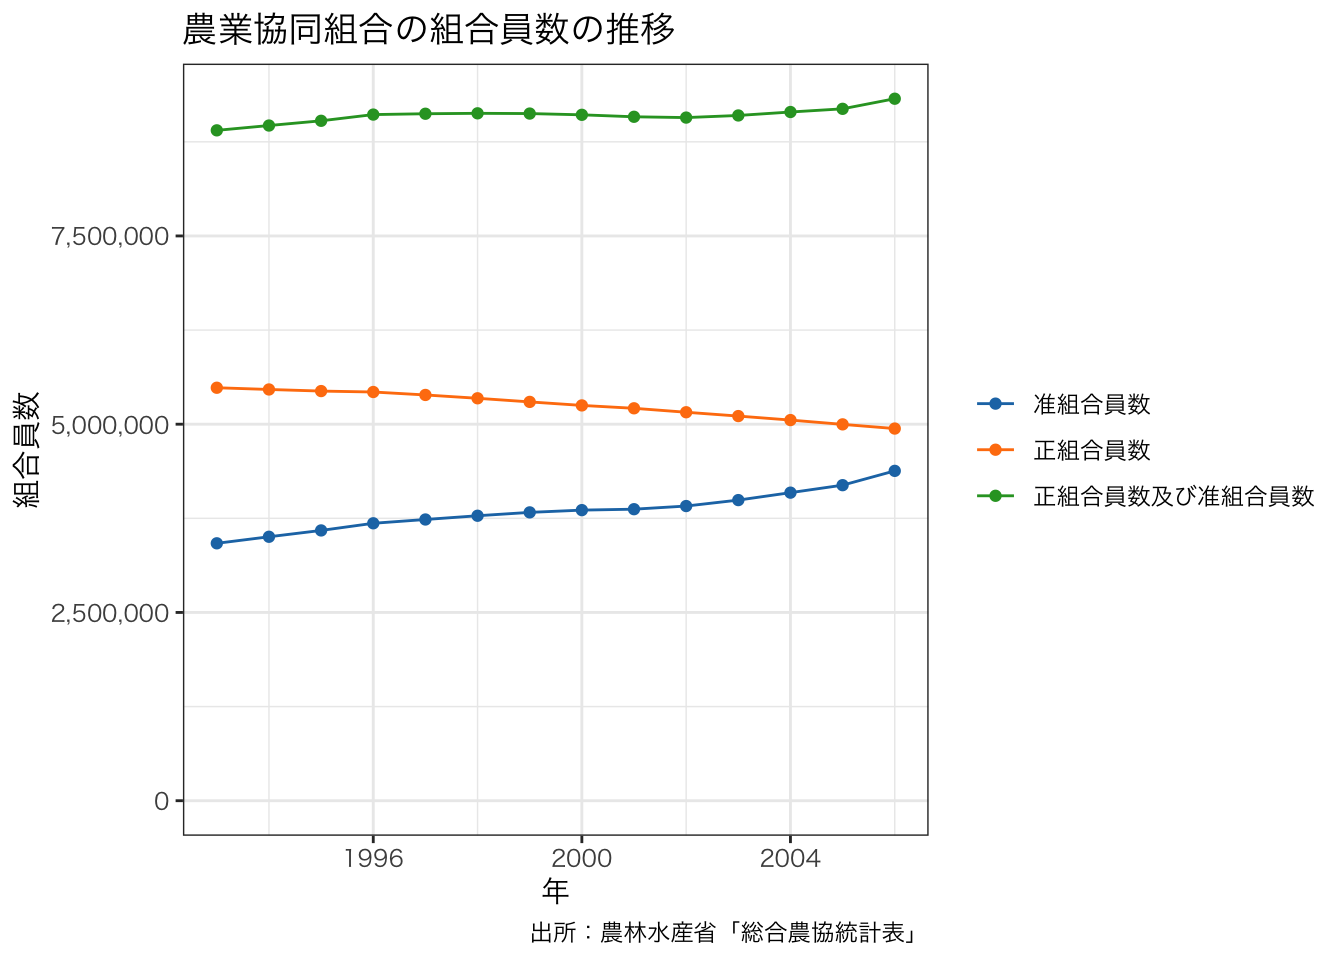 農業協同組合の組合員数の推移
組合員数
7,500,000
5,000,000
2,500,000
0
1996 2000 2004
年
准組合員数
正組合員数
正組合員数及び准組合員数
出所：農林水産省「総合農協統計表」